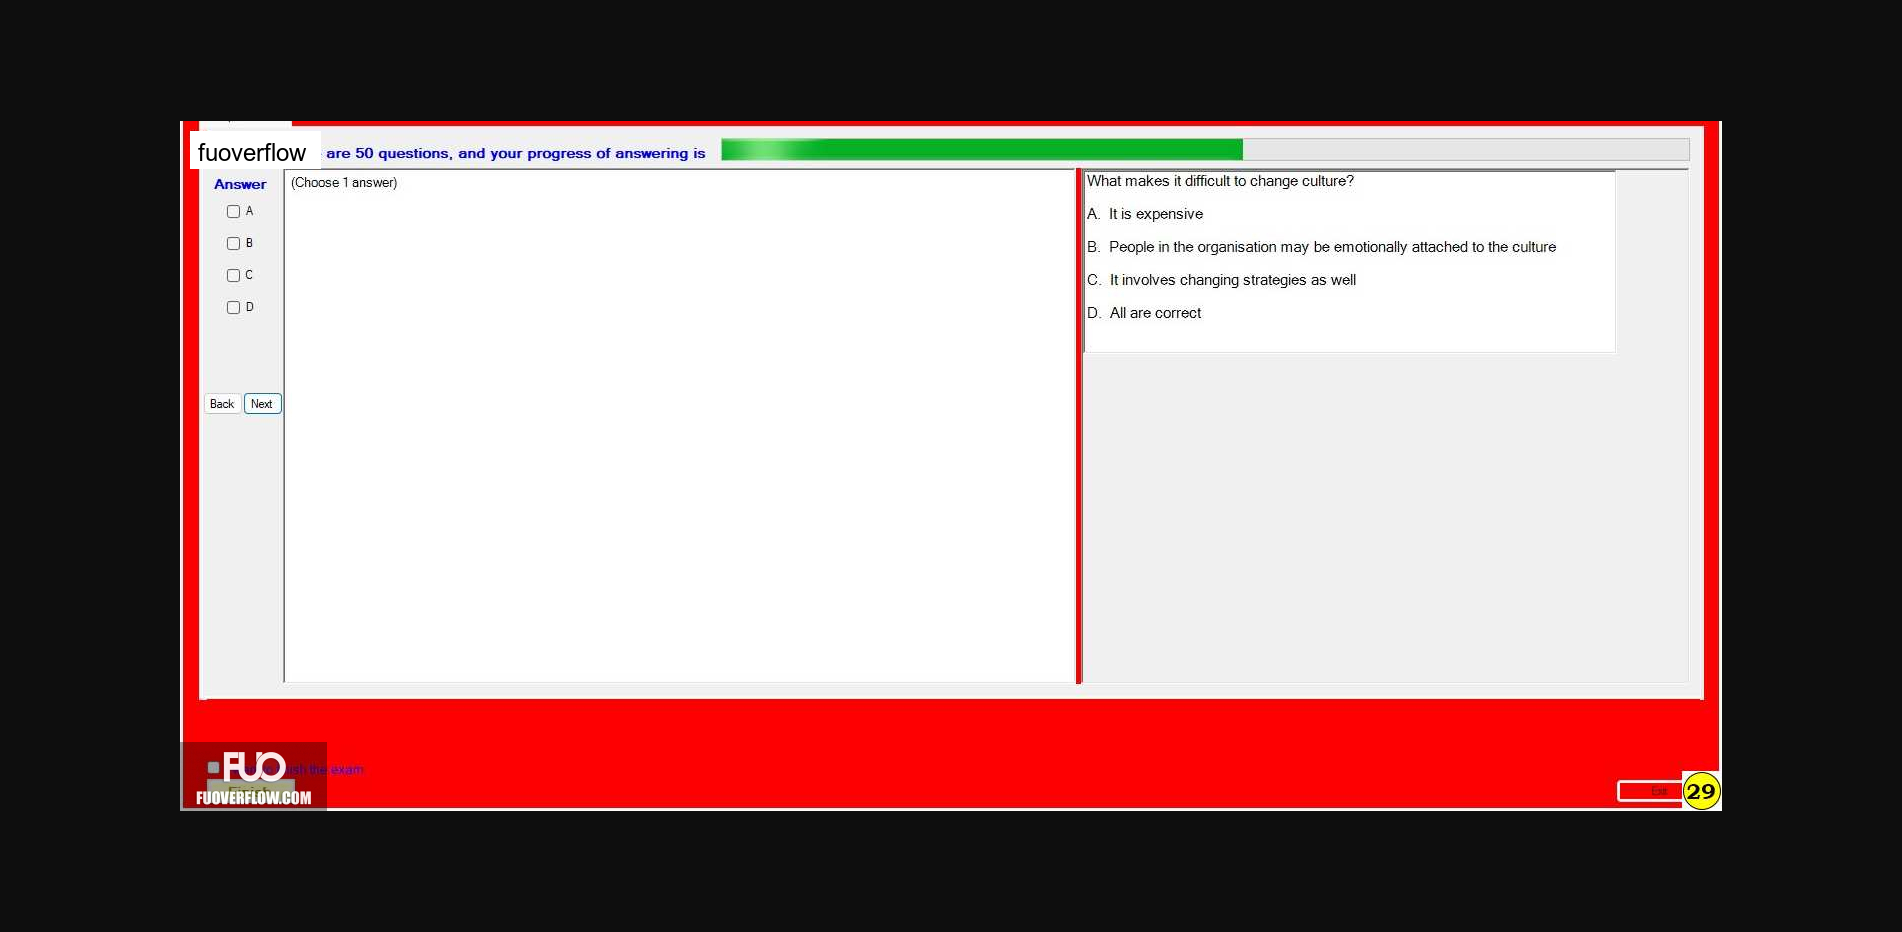 fuoverflow are 50 questions, and your progress of answering is
Answer
(Choose 1 answer)
A
B
C
D
Back Next
What makes it difficult to change culture?
A. It is expensive
B. People in the organisation may be emotionally attached to the culture
C. It involves changing strategies as well
D. All are correct
FUO
the exam
Finish
FUOVERFLOW.COM
Exit
29